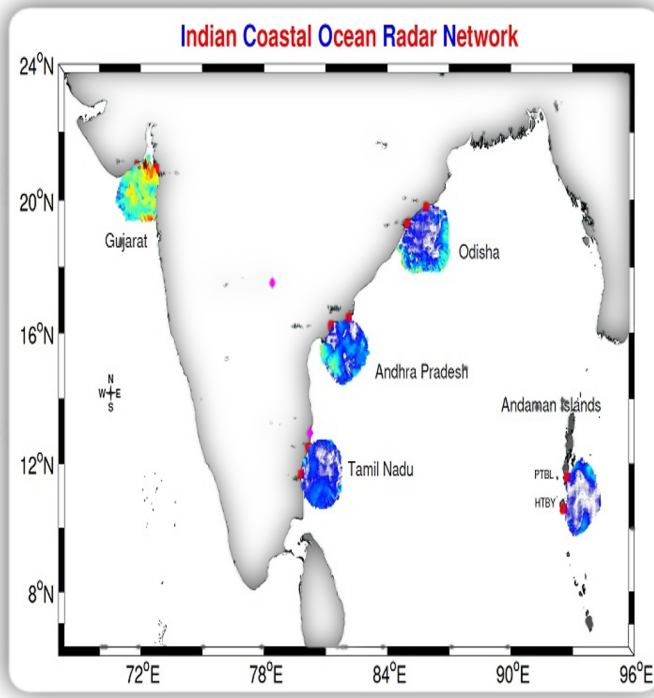 Indian Coastal Ocean Radar Network
24°N
20°N
Gujarat
Odisha
16°N
Andhra Pradesh
N
W E
S
Andaman Islands
12°N
Tamil Nadu
PTBL
HTBY
8°N
72°E 78°E 84°E 90°E 96°E